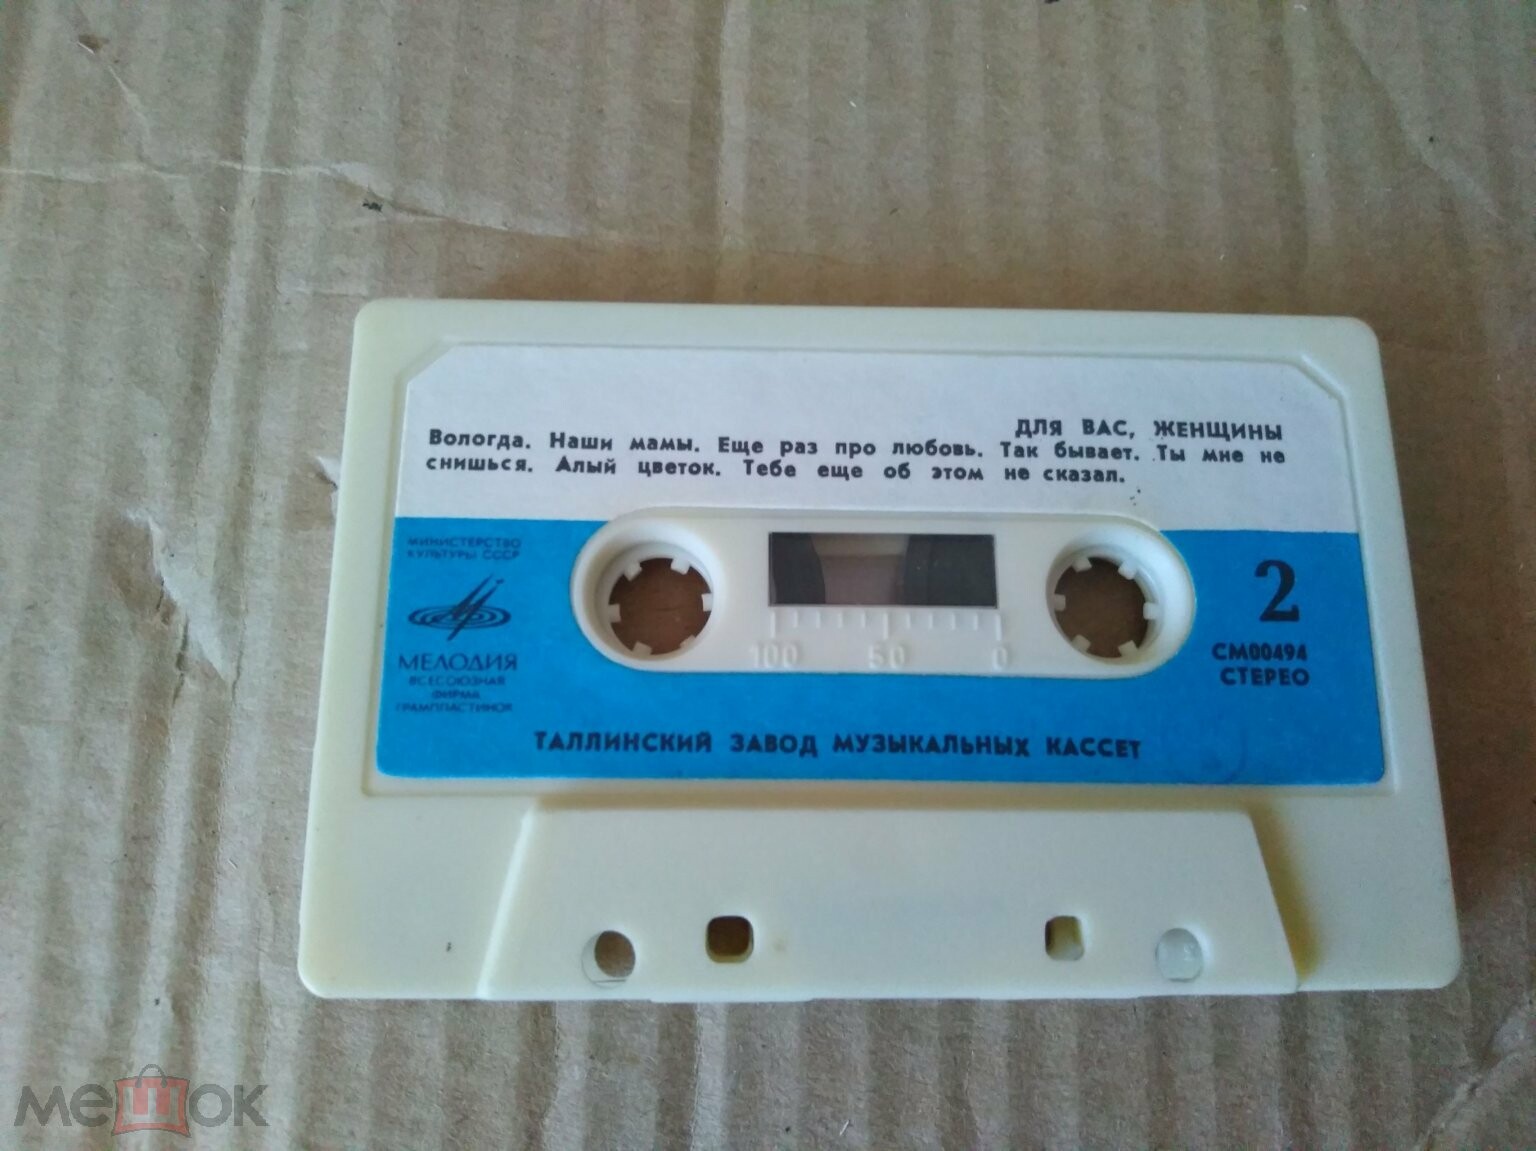 ДЛЯ ВАС, ЖЕНЩИНЫ
Вологда. Наши мамы. Еще раз про любовь. Так бывает. Ты мне не
снишься. Алый цветок. Тебе еще об этом не сказал.
МИНИСТЕРСТВО
КУЛЬТУРЫ СССР
МЕЛОДИЯ
ВСЕСОЮЗНАЯ
ФИРМА
ГРАМПЛАСТИНОК
100 50 0
2
СМ00494
СТЕРЕО
ТАЛЛИНСКИЙ ЗАВОД МУЗЫКАЛЬНЫХ КАССЕТ
мешок